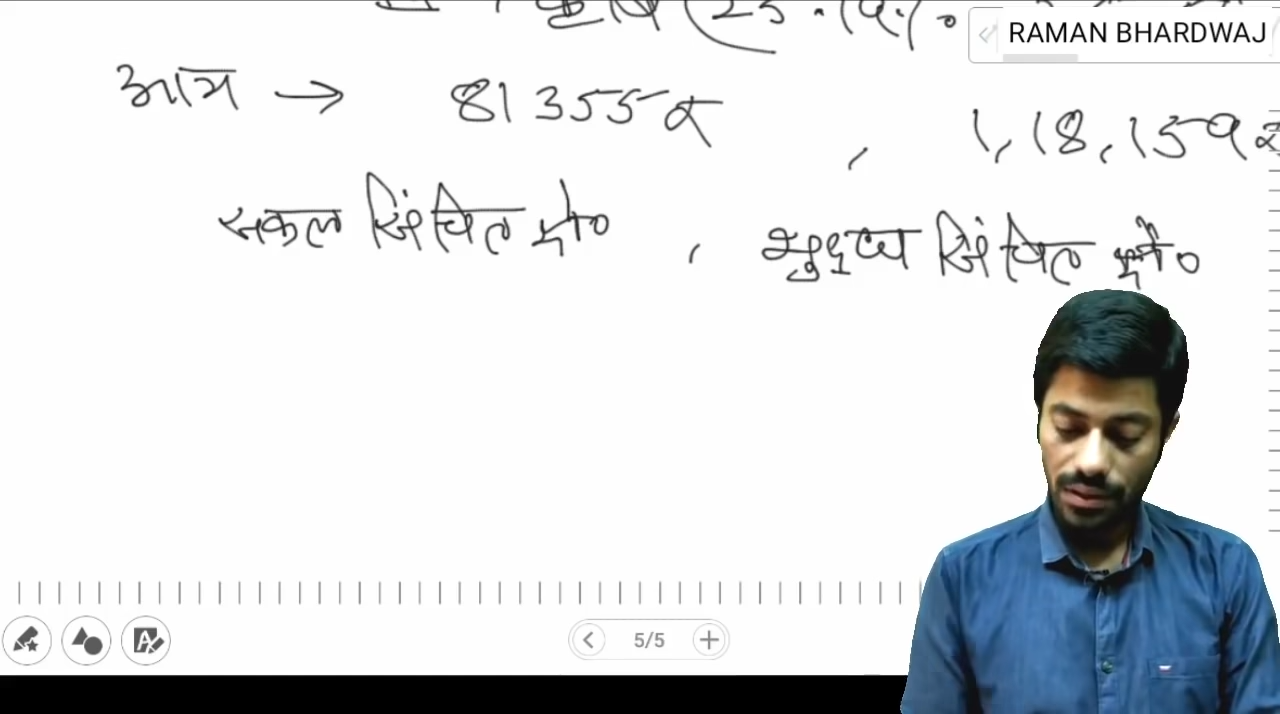 RAMAN BHARDWAJ
आय → 81355 र , 1,18,159
सकल सिंचित क्षे० , शुद्ध सिंचित क्षे०
5/5